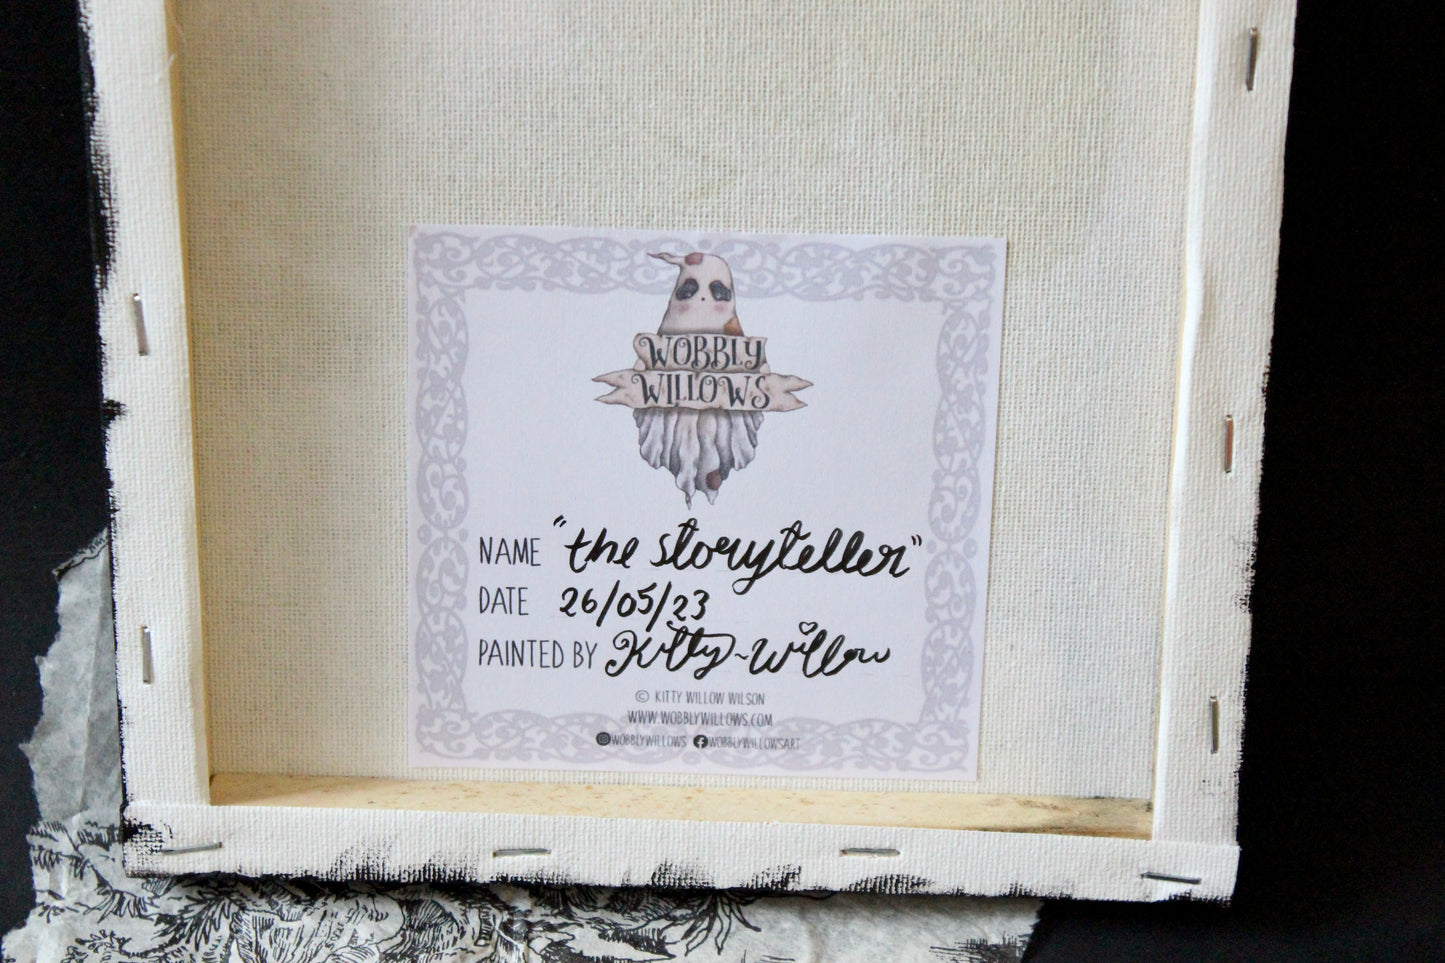 WOBBLY
WILLOWS
NAME "the storyteller"
DATE 26/05/23
PAINTED BY Kitty~Willow
© KITTY WILLOW WILSON
WWW.WOBBLYWILLOWS.COM
WOBBLYWILLOWS WOBBLYWILLOWSART